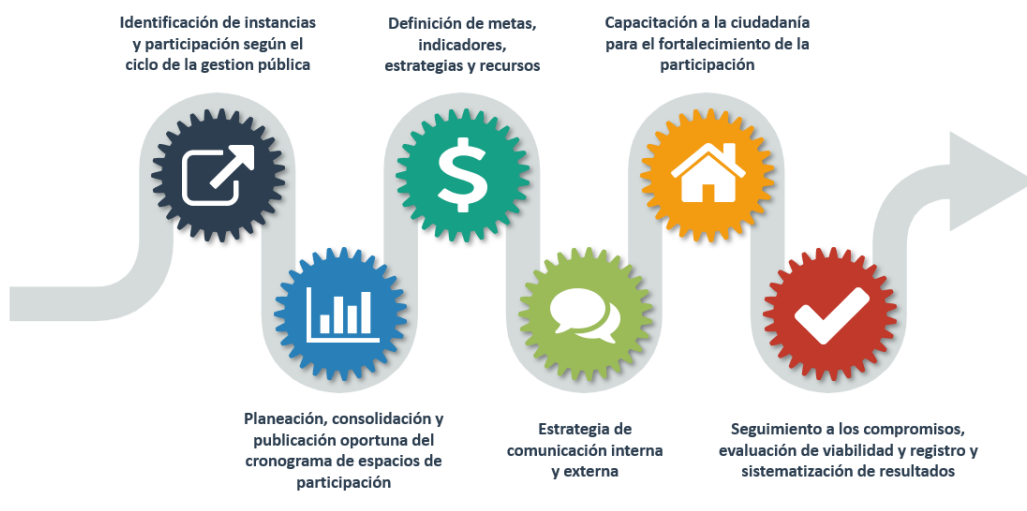 Identificación de instancias
y participación según el
ciclo de la gestion pública
Definición de metas,
indicadores,
estrategias y recursos
Capacitación a la ciudadanía
para el fortalecimiento de la
participación
Planeación, consolidación y
publicación oportuna del
cronograma de espacios de
participación
Estrategia de
comunicación interna
y externa
Seguimiento a los compromisos,
evaluación de viabilidad y registro y
sistematización de resultados